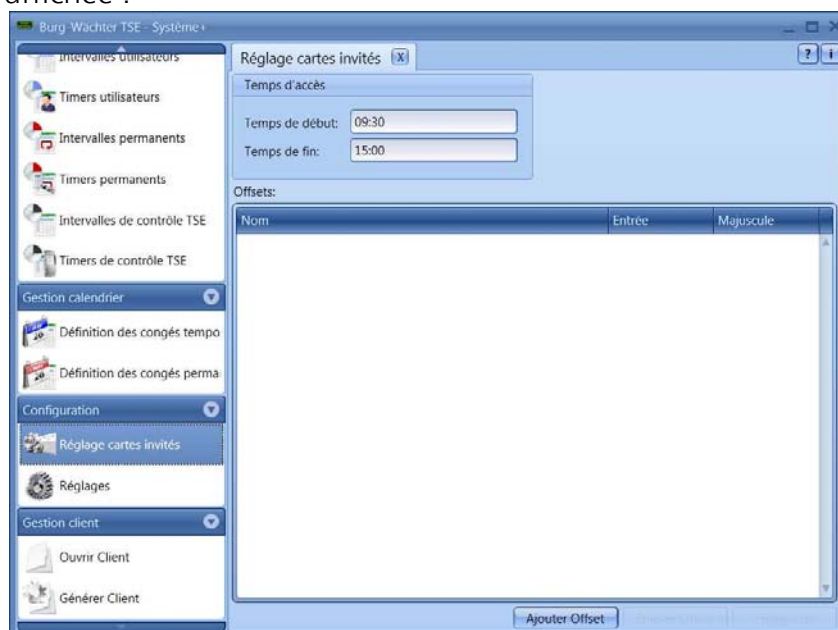 affichée :
Burg-Wächter TSE - Système+
Intervalles utilisateurs
Timers utilisateurs
Intervalles permanents
Timers permanents
Intervalles de contrôle TSE
Timers de contrôle TSE
Gestion calendrier
Définition des congés tempo
Définition des congés perma
Configuration
Réglage cartes invités
Réglages
Gestion client
Ouvrir Client
Générer Client
Réglage cartes invités X
? i
Temps d'accès
Temps de début: 09:30
Temps de fin: 15:00
Offsets:
Nom Entrée Majuscule
Ajouter Offset